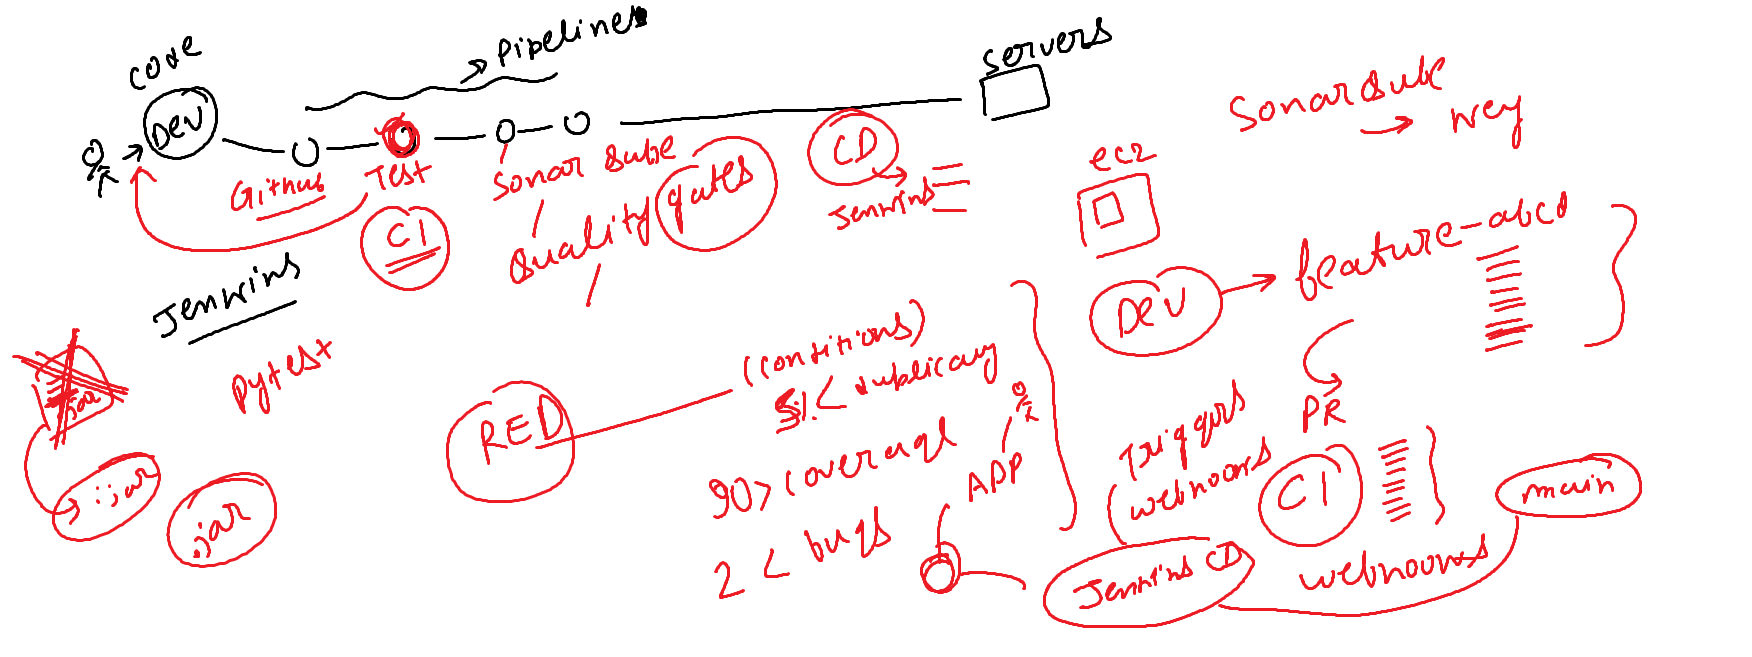 code
Pipelines
servers
DEV
Github
Test
CI
Sonar Qube
Quality gates
CD
Jenkins
SonarQube
→ key
ec2
DEV → feature-abcd
Jenkins
pytest
.jar
.jar
.jar
RED
(conditions)
5% <
90 > coverage
2 < bugs
APP
PR
Triggers
webhooks
CI
main
Jenkins CD
webhooks